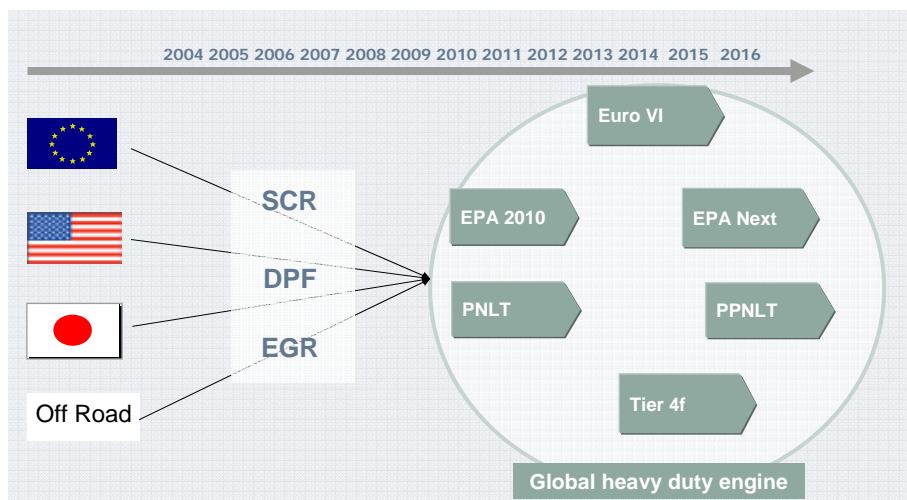 2004 2005 2006 2007 2008 2009 2010 2011 2012 2013 2014 2015 2016
Euro VI
SCR
EPA 2010
EPA Next
DPF
PNLT
PPNLT
EGR
Off Road
Tier 4f
Global heavy duty engine